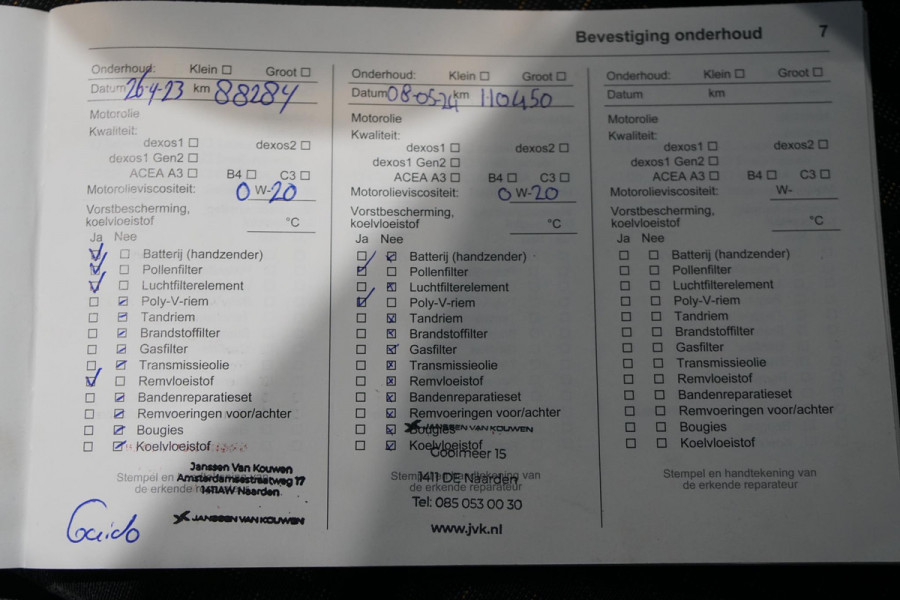 Bevestiging onderhoud 7
Onderhoud: Klein Groot
Datum 26-4-23 km 88284
Motorolie
Kwaliteit:
dexos1 dexos2
dexos1 Gen2
ACEA A3 B4 C3
Motorolieviscositeit: 0 W-20
Vorstbescherming,
koelvloeistof °C
Ja Nee
Batterij (handzender)
Pollenfilter
Luchtfilterelement
Poly-V-riem
Tandriem
Brandstoffilter
Gasfilter
Transmissieolie
Remvloeistof
Bandenreparatieset
Remvoeringen voor/achter
Bougies
Koelvloeistof
Stempel en handtekening van
de erkende reparateur
Janssen Van Kouwen
Amsterdamsestraatweg 17
1411AW Naarden
JANSSEN VAN KOUWEN
Guido
Onderhoud: Klein Groot
Datum 08-05-24 km 110450
Motorolie
Kwaliteit:
dexos1 dexos2
dexos1 Gen2
ACEA A3 B4 C3
Motorolieviscositeit: 0 W-20
Vorstbescherming,
koelvloeistof °C
Ja Nee
Batterij (handzender)
Pollenfilter
Luchtfilterelement
Poly-V-riem
Tandriem
Brandstoffilter
Gasfilter
Transmissieolie
Remvloeistof
Bandenreparatieset
Remvoeringen voor/achter
Bougies
JANSSEN VAN KOUWEN
Koelvloeistof
Gooimeer 15
Stempel en handtekening van
1411 DE Naarden
de erkende reparateur
Tel: 085 053 00 30
www.jvk.nl
Onderhoud: Klein Groot
Datum km
Motorolie
Kwaliteit:
dexos1 dexos2
dexos1 Gen2
ACEA A3 B4 C3
Motorolieviscositeit: W-
Vorstbescherming,
koelvloeistof °C
Ja Nee
Batterij (handzender)
Pollenfilter
Luchtfilterelement
Poly-V-riem
Tandriem
Brandstoffilter
Gasfilter
Transmissieolie
Remvloeistof
Bandenreparatieset
Remvoeringen voor/achter
Bougies
Koelvloeistof
Stempel en handtekening van
de erkende reparateur